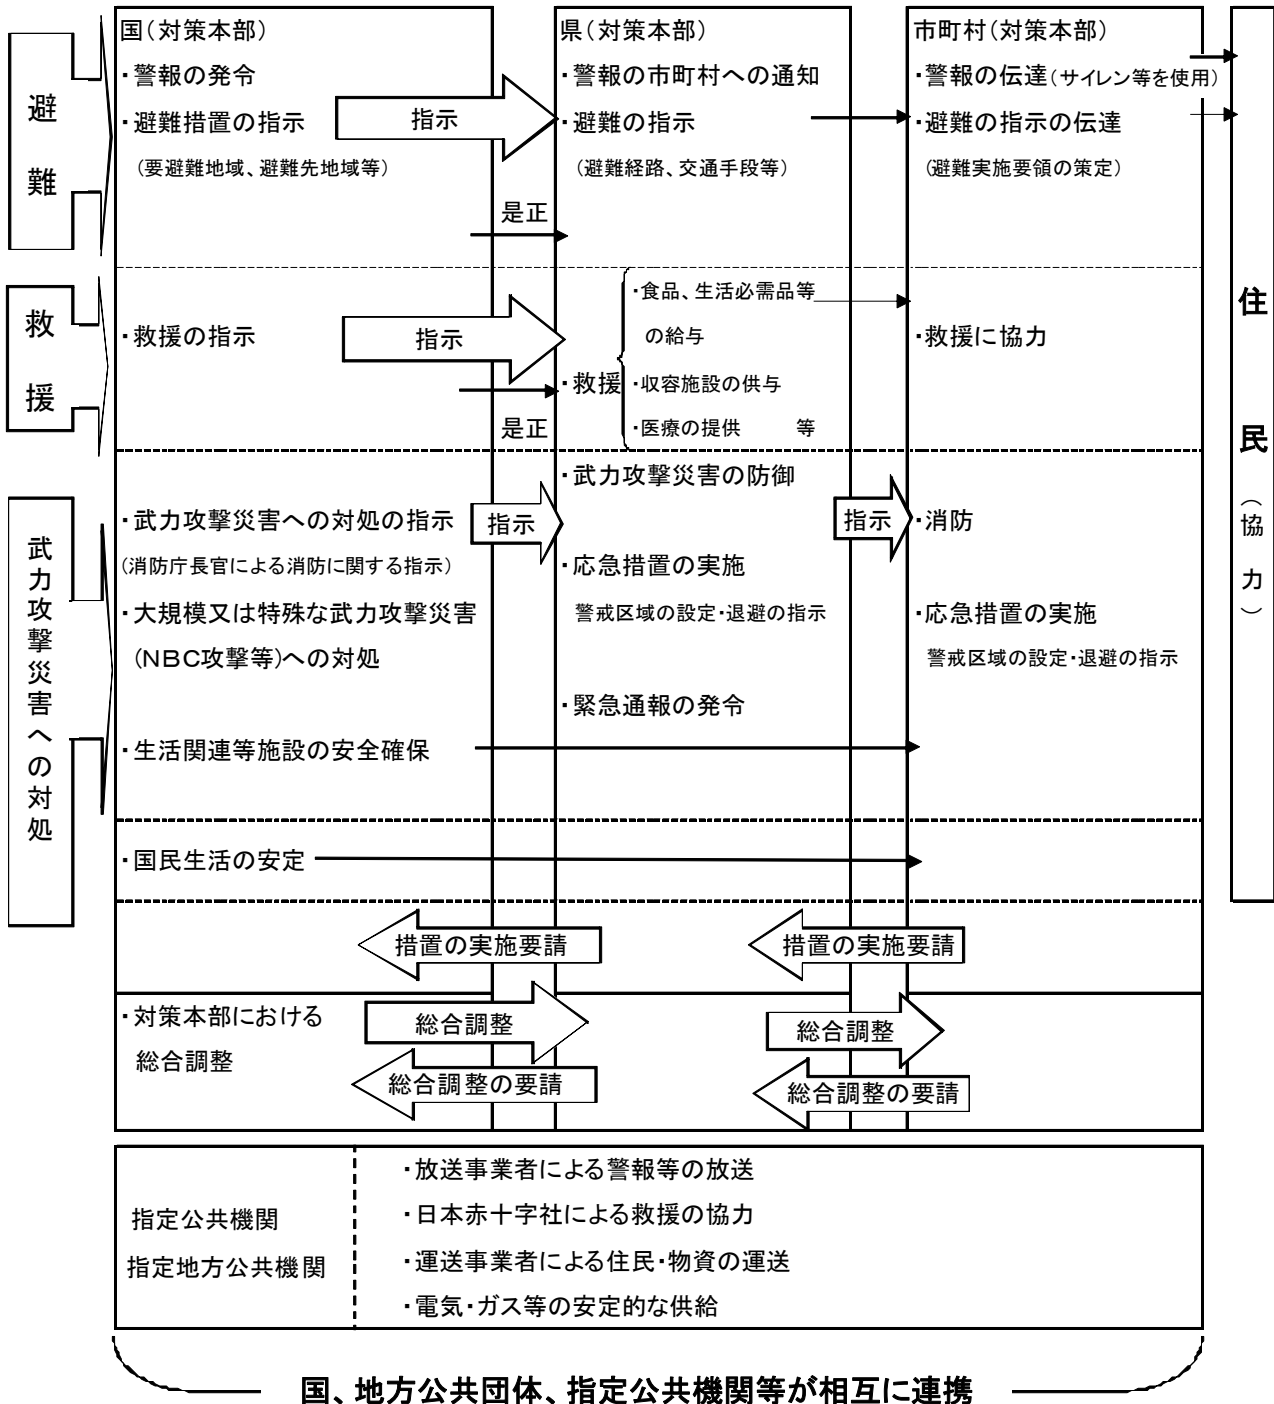 避難
国(対策本部)
・警報の発令
・避難措置の指示
(要避難地域、避難先地域等)
指示
是正
県(対策本部)
・警報の市町村への通知
・避難の指示
(避難経路、交通手段等)
市町村(対策本部)
・警報の伝達(サイレン等を使用)
・避難の指示の伝達
(避難実施要領の策定)
救援
・救援の指示
指示
是正
・救援
・食品、生活必需品等
の給与
・収容施設の供与
・医療の提供 等
・救援に協力
武力攻撃災害への対処
・武力攻撃災害への対処の指示
(消防庁長官による消防に関する指示)
・大規模又は特殊な武力攻撃災害
(NBC攻撃等)への対処
・生活関連等施設の安全確保
指示
・武力攻撃災害の防御
・応急措置の実施
警戒区域の設定・退避の指示
・緊急通報の発令
指示
・消防
・応急措置の実施
警戒区域の設定・退避の指示
・国民生活の安定
措置の実施要請
措置の実施要請
・対策本部における
総合調整
総合調整
総合調整の要請
総合調整
総合調整の要請
住民(協力)
指定公共機関
指定地方公共機関
・放送事業者による警報等の放送
・日本赤十字社による救援の協力
・運送事業者による住民・物資の運送
・電気・ガス等の安定的な供給
国、地方公共団体、指定公共機関等が相互に連携